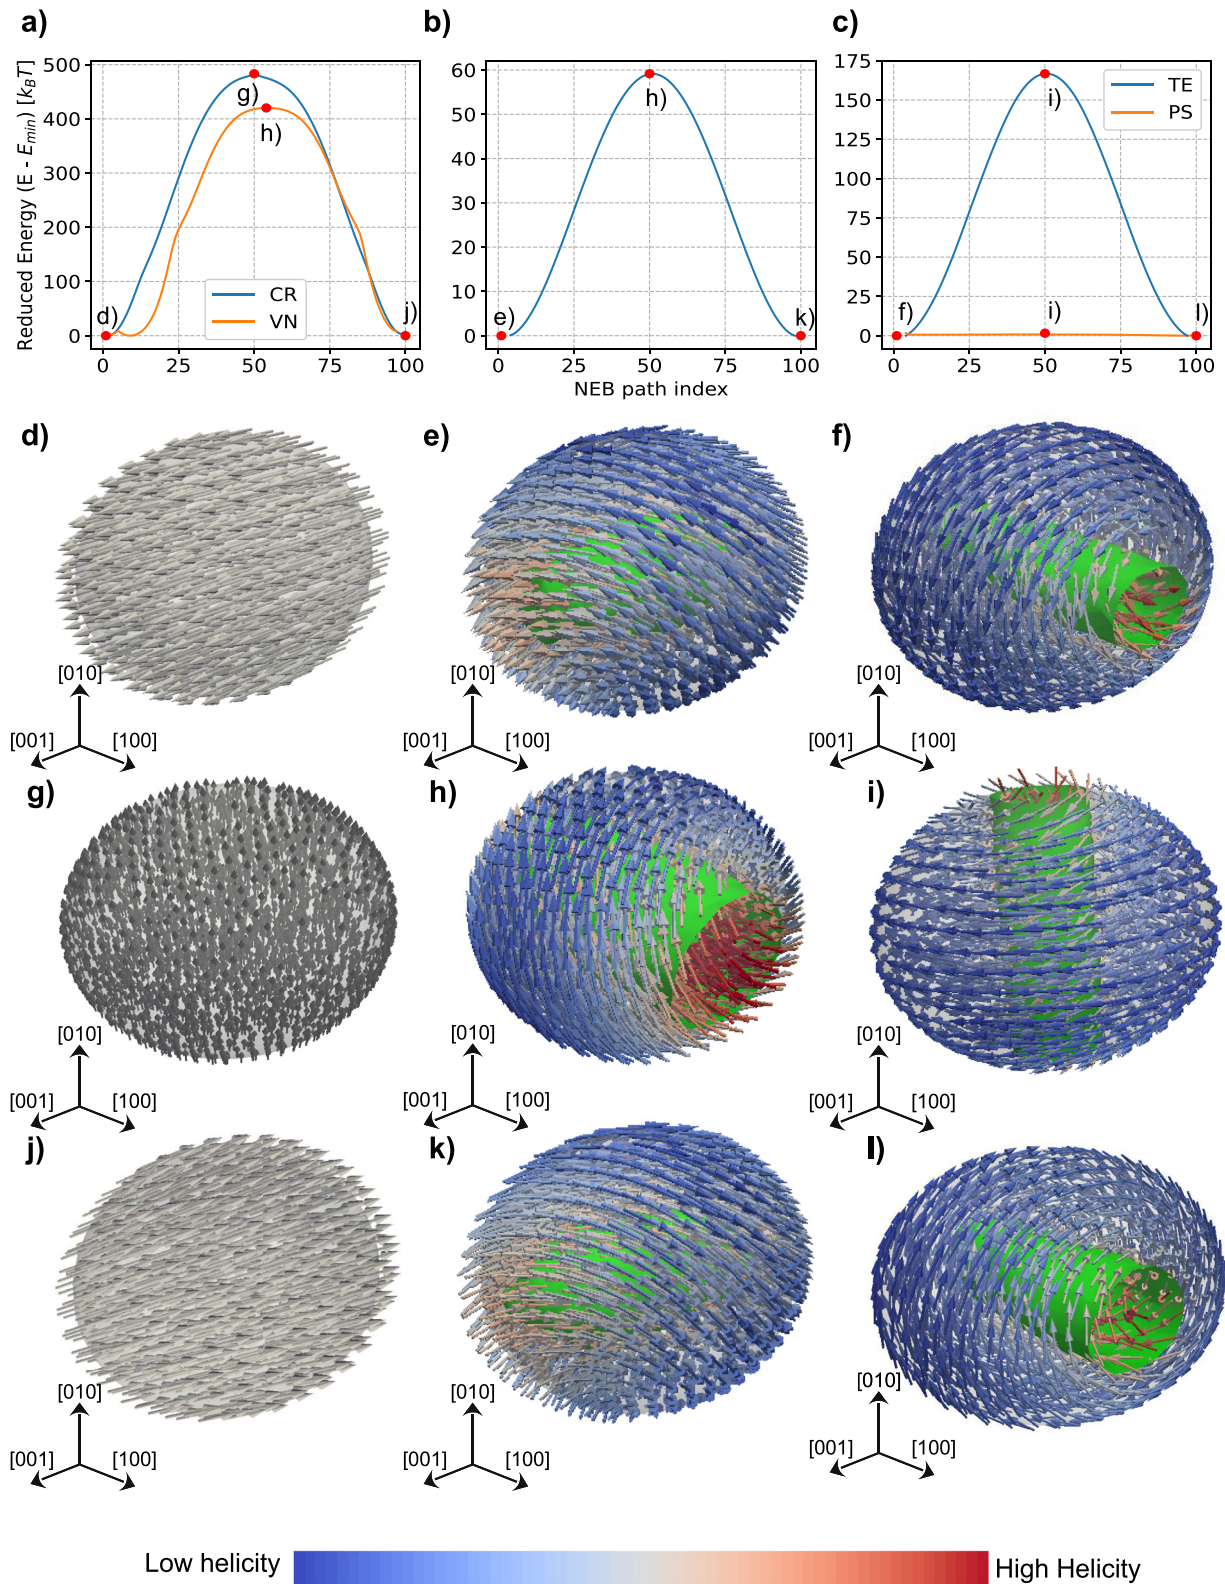 a)
b)
c)
Reduced Energy (E - E_min) [k_BT]
500
400
300
200
100
0
g)
h)
d)
j)
CR
VN
0 25 50 75 100
60
50
40
30
20
10
0
h)
e)
k)
0 25 50 75 100
NEB path index
175
150
125
100
75
50
25
0
TE
PS
i)
i)
f)
l)
0 25 50 75 100
d)
e)
f)
[010]
[001] [100]
[010]
[001] [100]
[010]
[001] [100]
g)
h)
i)
[010]
[001] [100]
[010]
[001] [100]
[010]
[001] [100]
j)
k)
l)
[010]
[001] [100]
[010]
[001] [100]
[010]
[001] [100]
Low helicity
High Helicity